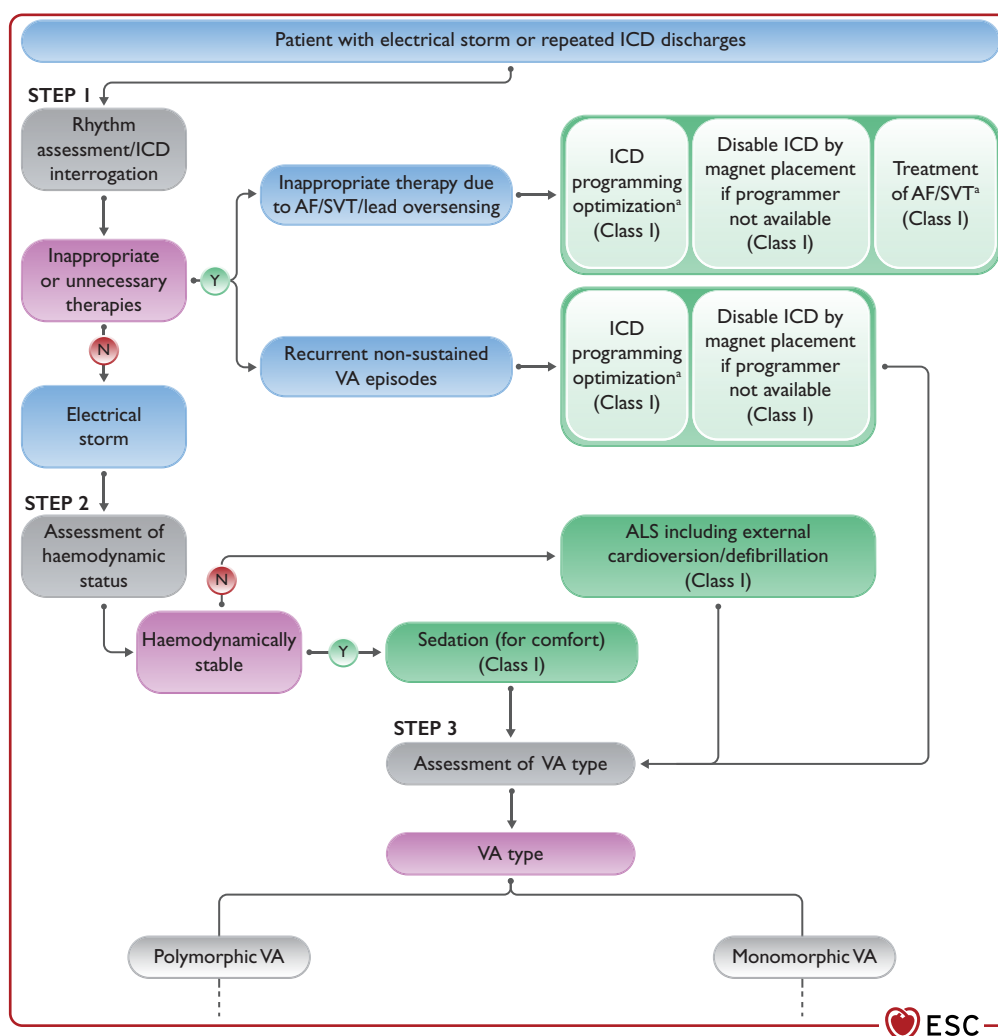 Patient with electrical storm or repeated ICD discharges
STEP 1
Rhythm
assessment/ICD
interrogation
Inappropriate
or unnecessary
therapies
Y
Inappropriate therapy due
to AF/SVT/lead oversensing
ICD
programming
optimizationᵃ
(Class I)
Disable ICD by
magnet placement
if programmer
not available
(Class I)
Treatment
of AF/SVTᵃ
(Class I)
Recurrent non-sustained
VA episodes
ICD
programming
optimizationᵃ
(Class I)
Disable ICD by
magnet placement
if programmer
not available
(Class I)
N
Electrical
storm
STEP 2
Assessment of
haemodynamic
status
N
ALS including external
cardioversion/defibrillation
(Class I)
Haemodynamically
stable
Y
Sedation (for comfort)
(Class I)
STEP 3
Assessment of VA type
VA type
Polymorphic VA
Monomorphic VA
ESC